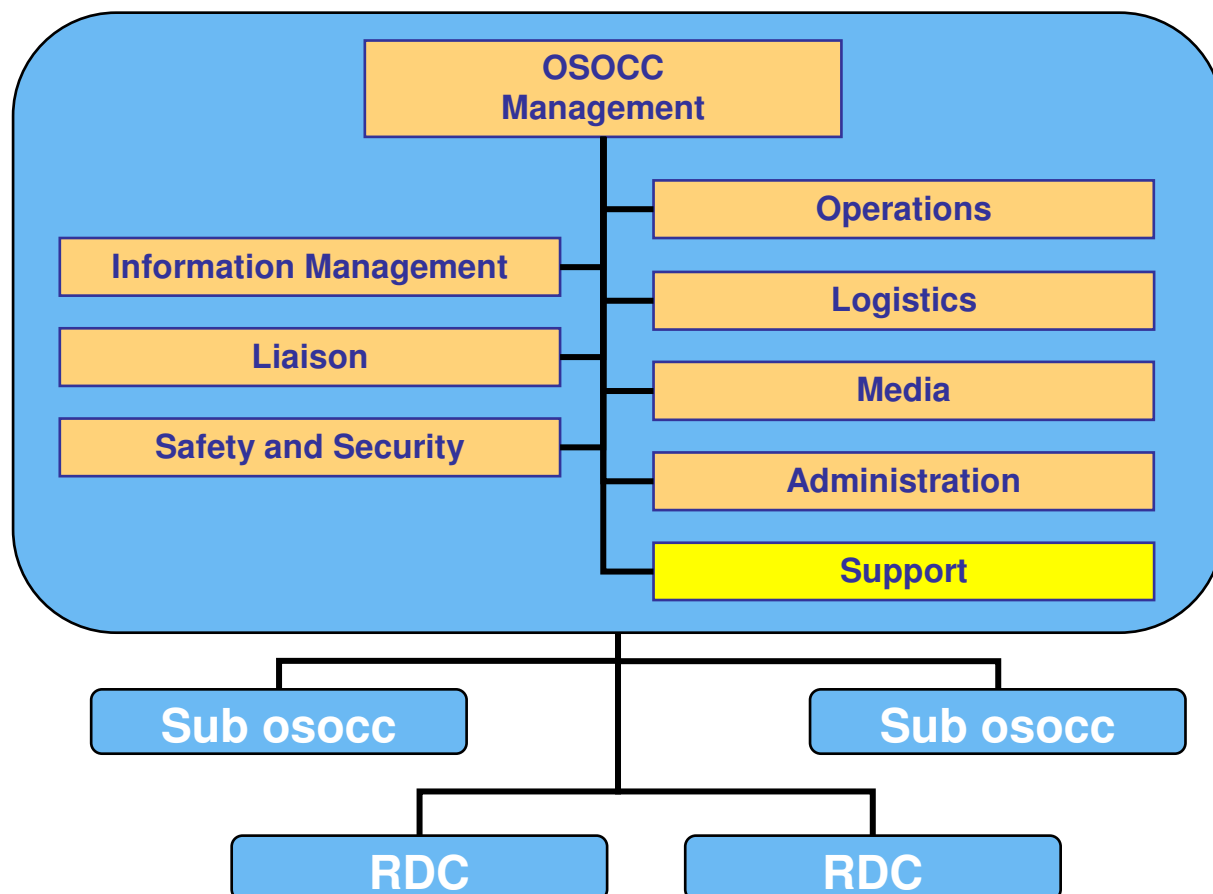 OSOCC
Management
Operations
Information Management
Logistics
Liaison
Media
Safety and Security
Administration
Support
Sub osocc
Sub osocc
RDC
RDC